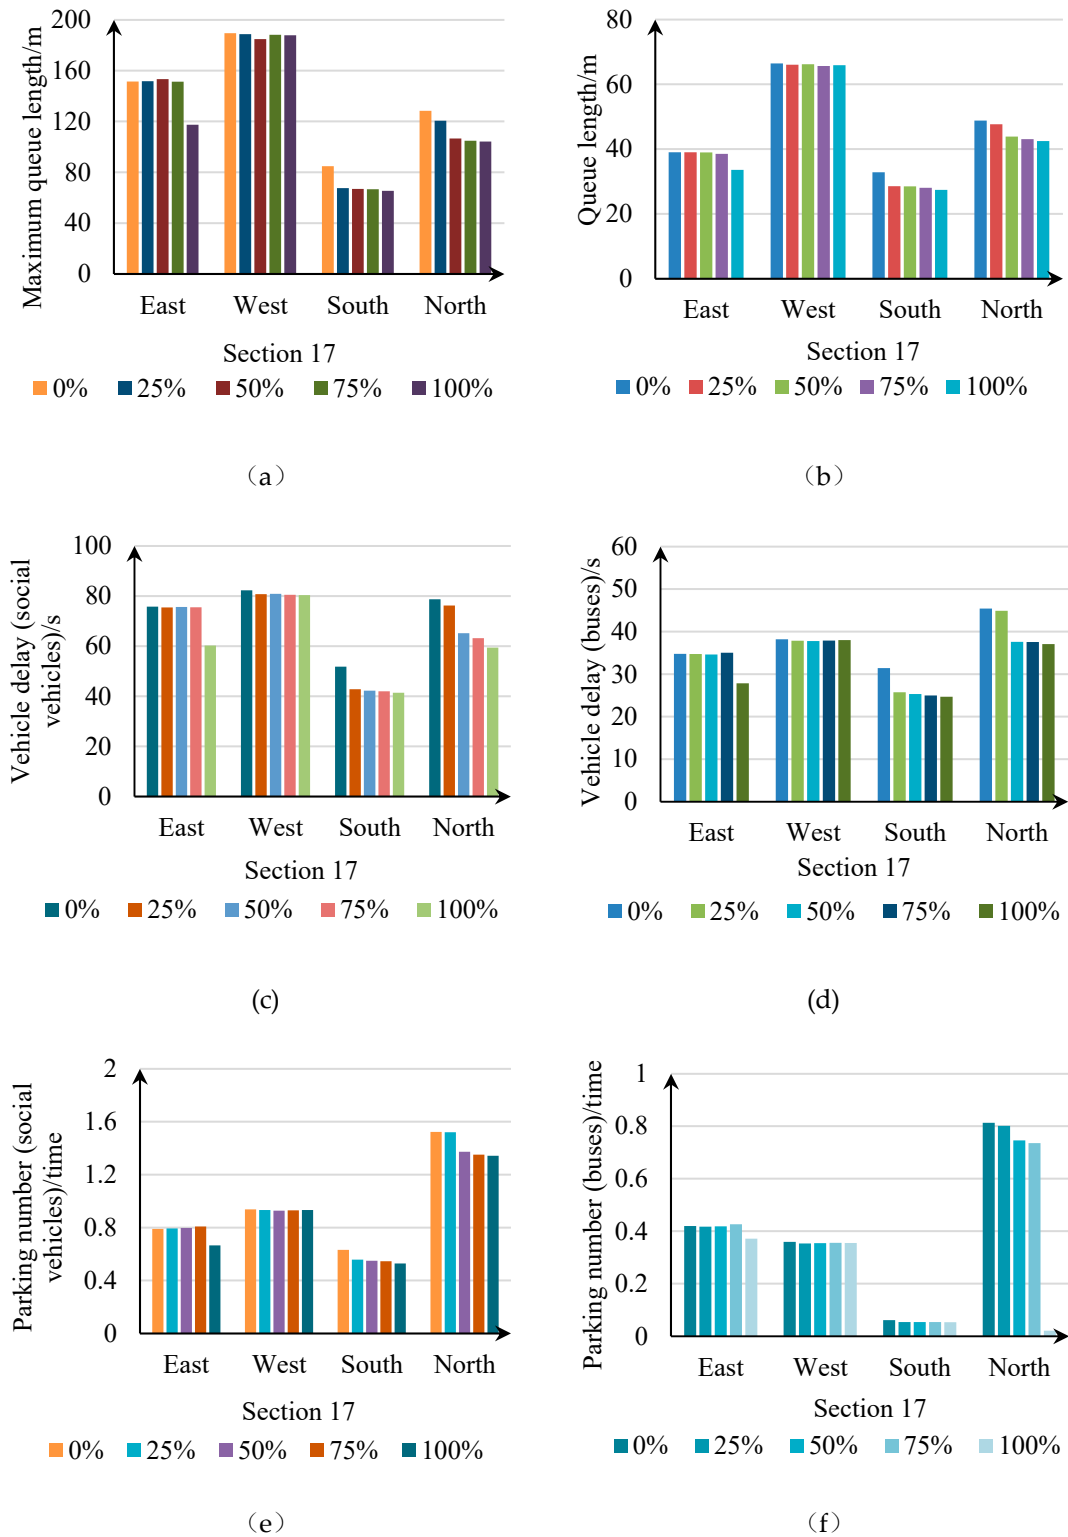 Maximum queue length/m
200
160
120
80
40
0
East West South North
Section 17
0% 25% 50% 75% 100%
（a）
Queue length/m
80
60
40
20
0
East West South North
Section 17
0% 25% 50% 75% 100%
（b）
Vehicle delay (social
vehicles)/s
100
80
60
40
20
0
East West South North
Section 17
0% 25% 50% 75% 100%
(c)
Vehicle delay (buses)/s
60
50
40
30
20
10
0
East West South North
Section 17
0% 25% 50% 75% 100%
(d)
Parking number (social
vehicles)/time
2
1.6
1.2
0.8
0.4
0
East West South North
Section 17
0% 25% 50% 75% 100%
（e）
Parking number (buses)/time
1
0.8
0.6
0.4
0.2
0
East West South North
Section 17
0% 25% 50% 75% 100%
（f）